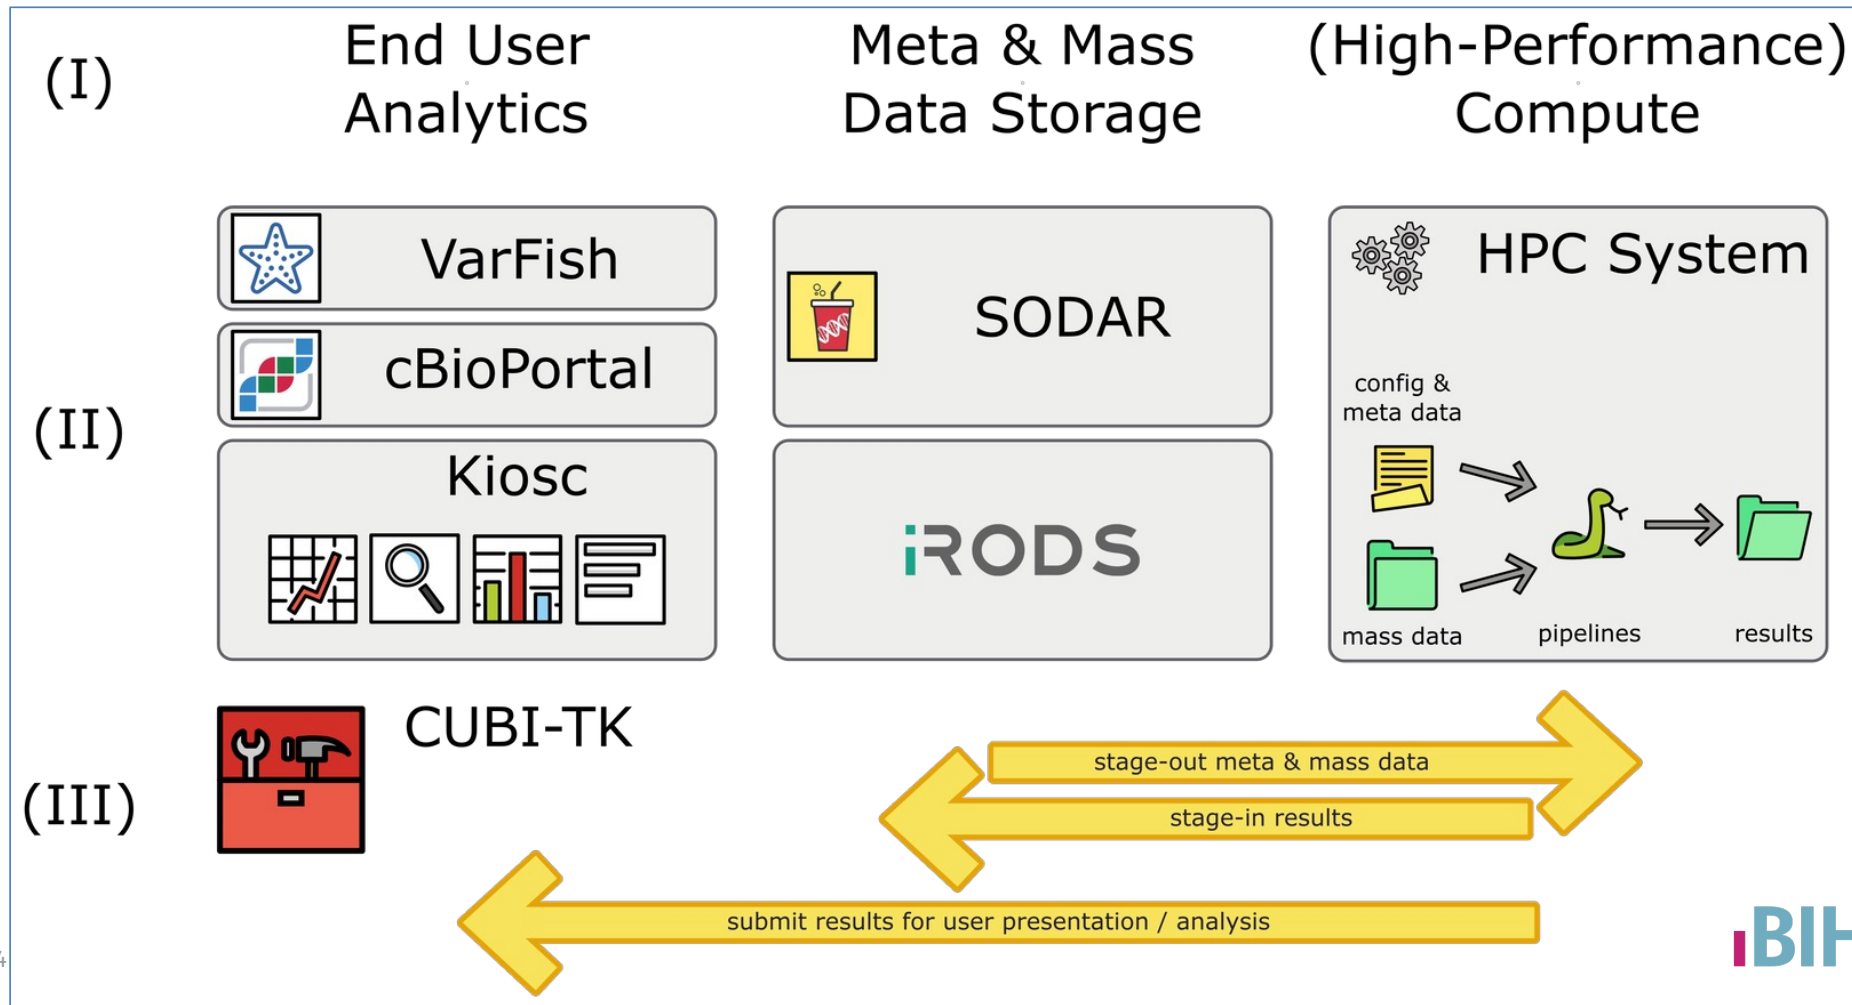 (I)
End User
Analytics
Meta & Mass
Data Storage
(High-Performance)
Compute
(II)
VarFish
cBioPortal
Kiosc
SODAR
iRODS
HPC System
config &
meta data
mass data
pipelines
results
(III)
CUBI-TK
stage-out meta & mass data
stage-in results
submit results for user presentation / analysis
4
BIH